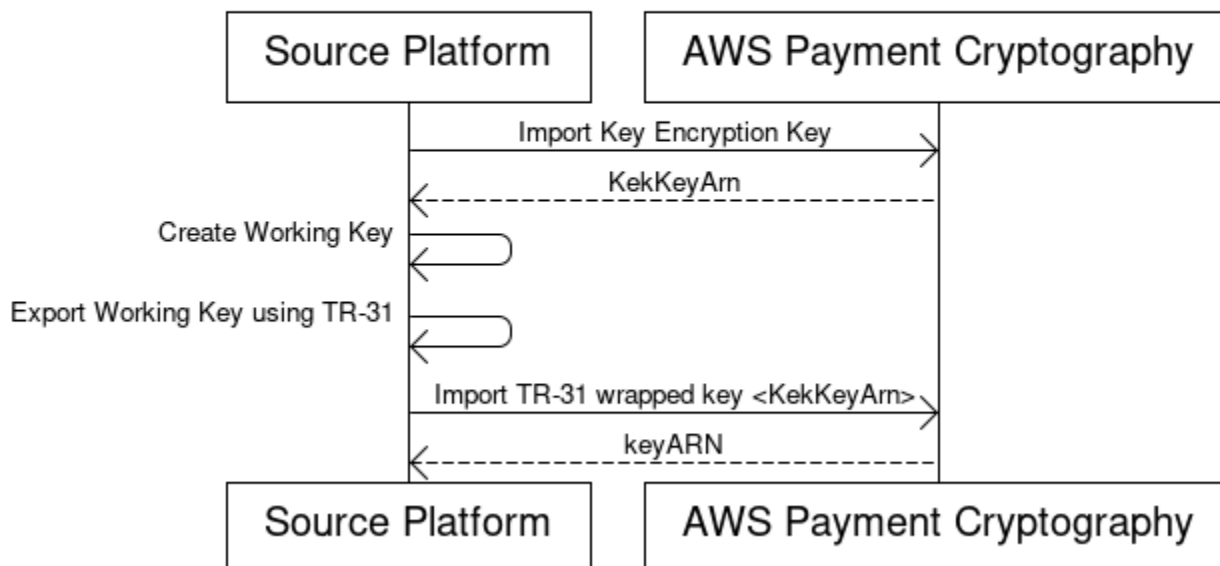 Source Platform
AWS Payment Cryptography
Import Key Encryption Key
KekKeyArn
Create Working Key
Export Working Key using TR-31
Import TR-31 wrapped key <KekKeyArn>
keyARN
Source Platform
AWS Payment Cryptography